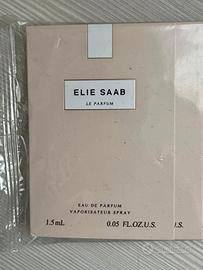 ELIE SAAB
LE PARFUM
EAU DE PARFUM
VAPORISATEUR SPRAY
1.5 mL 0.05 FL.OZ.U.S. .U.S.